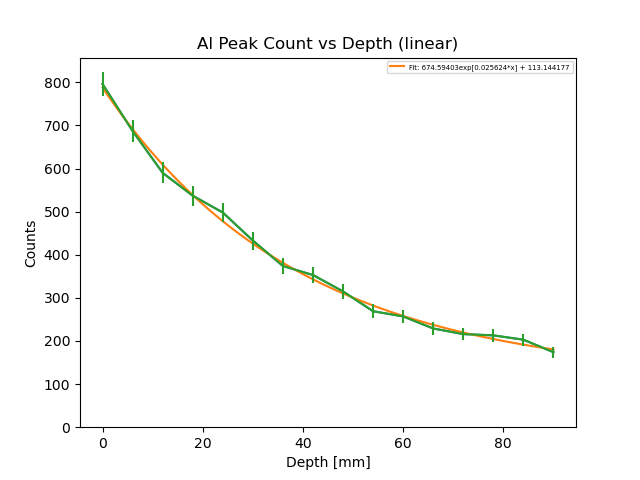 Al Peak Count vs Depth (linear)
Fit: 674.59403exp[0.025624*x] + 113.144177
800
700
600
500
400
300
200
100
0
Counts
0 20 40 60 80
Depth [mm]